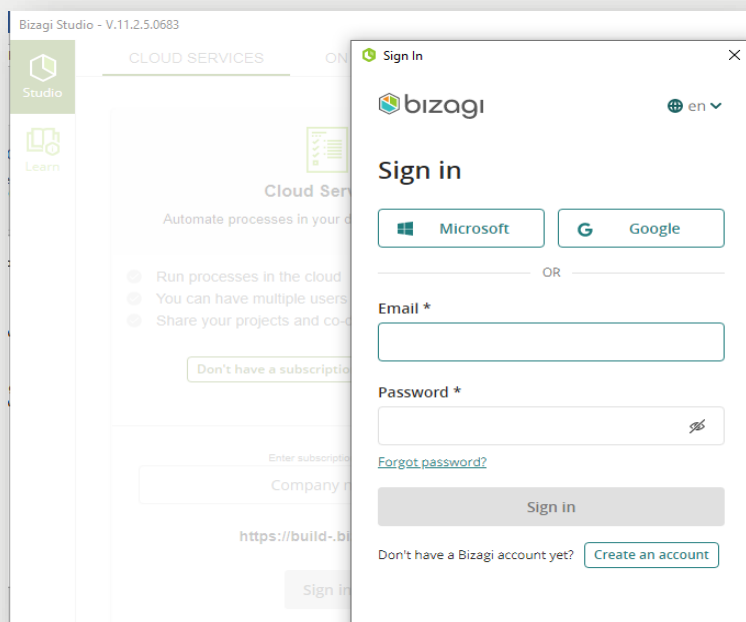 Bizagi Studio - V.11.2.5.0683
Studio
Learn
CLOUD SERVICES
ON
Cloud Ser
Automate processes in your d
Run processes in the cloud
You can have multiple users
Share your projects and co-d
Don't have a subscriptio
Enter subscription
Company n
https://build-.bi
Sign in
Sign In
bizagi
en
Sign in
Microsoft
Google
OR
Email *
Password *
Forgot password?
Sign in
Don't have a Bizagi account yet?
Create an account